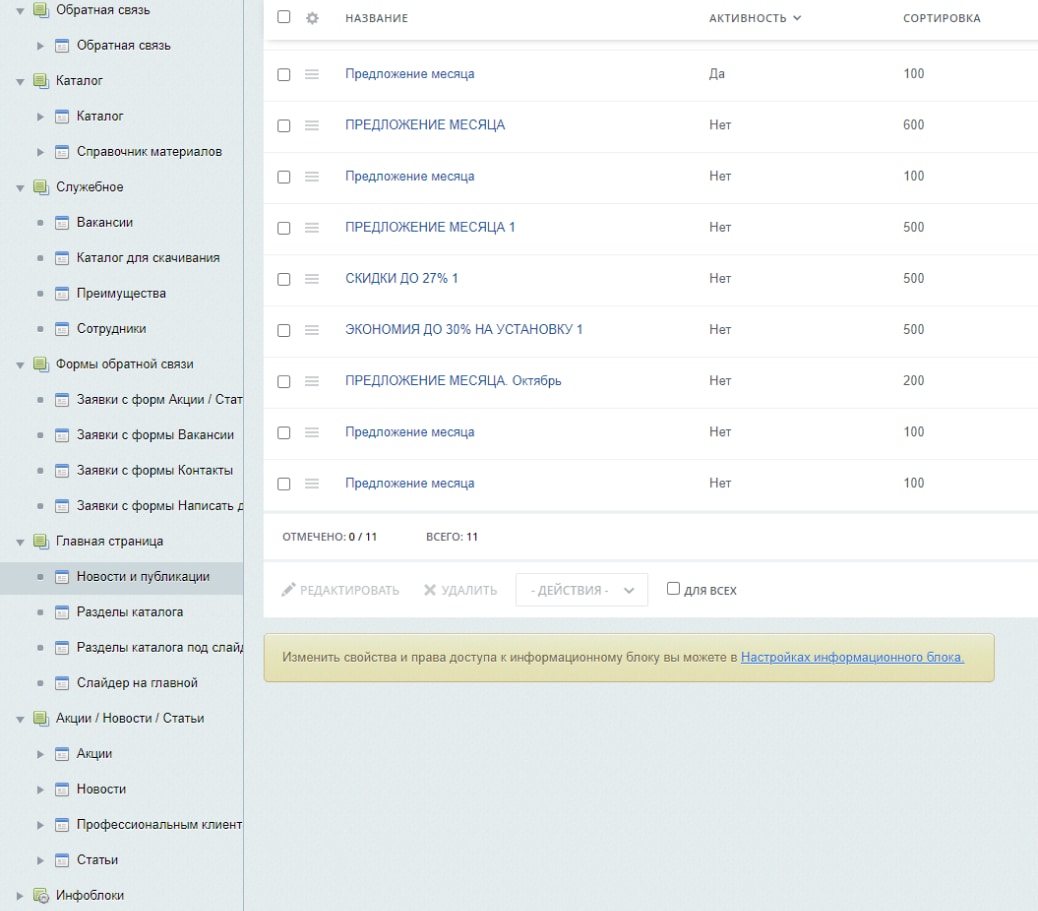 Обратная связь
Обратная связь
Каталог
Каталог
Справочник материалов
Служебное
Вакансии
Каталог для скачивания
Преимущества
Сотрудники
Формы обратной связи
Заявки с форм Акции / Стат
Заявки с формы Вакансии
Заявки с формы Контакты
Заявки с формы Написать д
Главная страница
Новости и публикации
Разделы каталога
Разделы каталога под слайд
Слайдер на главной
Акции / Новости / Статьи
Акции
Новости
Профессиональным клиент
Статьи
Инфоблоки
НАЗВАНИЕ АКТИВНОСТЬ СОРТИРОВКА
Предложение месяца Да 100
ПРЕДЛОЖЕНИЕ МЕСЯЦА Нет 600
Предложение месяца Нет 100
ПРЕДЛОЖЕНИЕ МЕСЯЦА 1 Нет 500
СКИДКИ ДО 27% 1 Нет 500
ЭКОНОМИЯ ДО 30% НА УСТАНОВКУ 1 Нет 500
ПРЕДЛОЖЕНИЕ МЕСЯЦА. Октябрь Нет 200
Предложение месяца Нет 100
Предложение месяца Нет 100
ОТМЕЧЕНО: 0 / 11 ВСЕГО: 11
РЕДАКТИРОВАТЬ УДАЛИТЬ - ДЕЙСТВИЯ - ДЛЯ ВСЕХ
Изменить свойства и права доступа к информационному блоку вы можете в Настройках информационного блока.